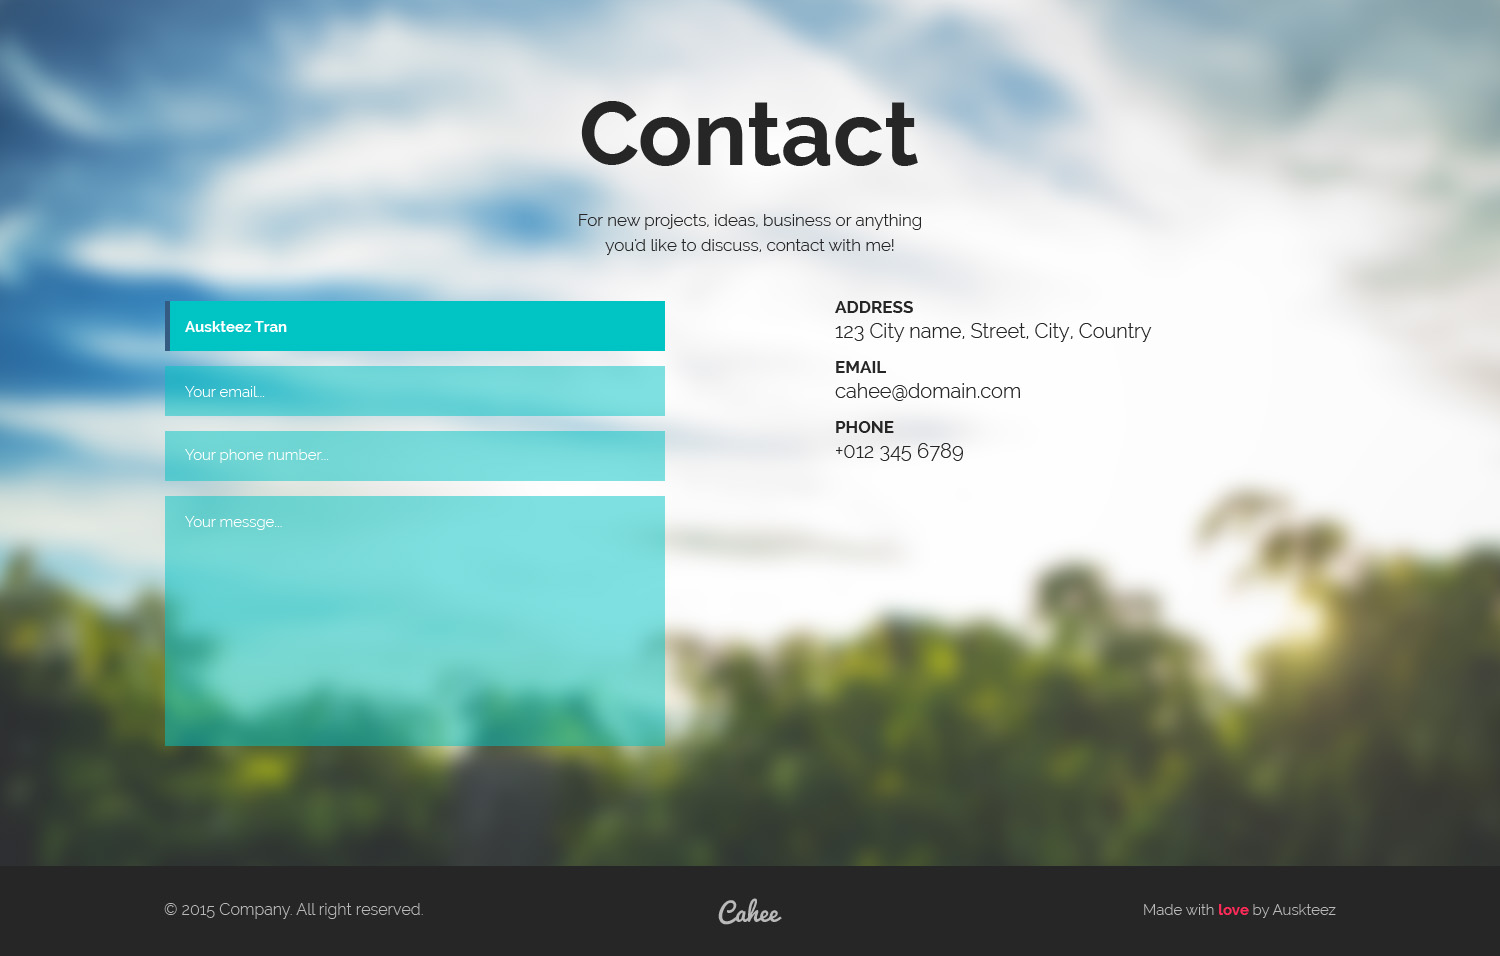 Contact
For new projects, ideas, business or anything
you'd like to discuss, contact with me!
Auskteez Tran
Your email...
Your phone number...
Your messge...
ADDRESS
123 City name, Street, City, Country
EMAIL
cahee@domain.com
PHONE
+012 345 6789
© 2015 Company. All right reserved.
Cahee
Made with love by Auskteez